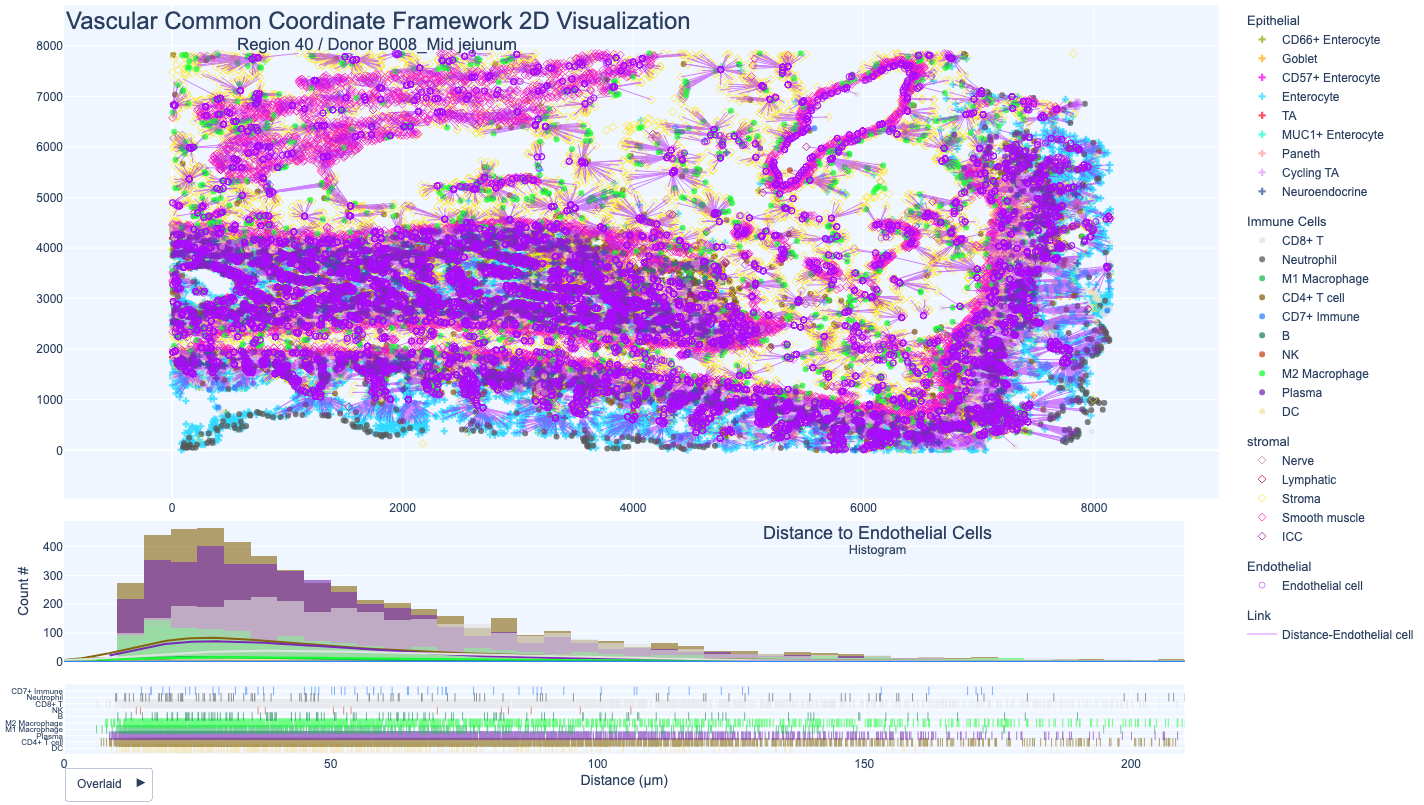 Vascular Common Coordinate Framework 2D Visualization
Region 40 / Donor B008_Mid jejunum
8000
7000
6000
5000
4000
3000
2000
1000
0
0 2000 4000 6000 8000
Epithelial
CD66+ Enterocyte
Goblet
CD57+ Enterocyte
Enterocyte
TA
MUC1+ Enterocyte
Paneth
Cycling TA
Neuroendocrine
Immune Cells
CD8+ T
Neutrophil
M1 Macrophage
CD4+ T cell
CD7+ Immune
B
NK
M2 Macrophage
Plasma
DC
stromal
Nerve
Lymphatic
Stroma
Smooth muscle
ICC
Endothelial
Endothelial cell
Link
Distance-Endothelial cell
Distance to Endothelial Cells
Histogram
Count #
400
300
200
100
0
CD7+ Immune
Neutrophil
CD8+ T
NK
B
M2 Macrophage
M1 Macrophage
Plasma
CD4+ T cell
DC
0 50 100 150 200
Distance (μm)
Overlaid